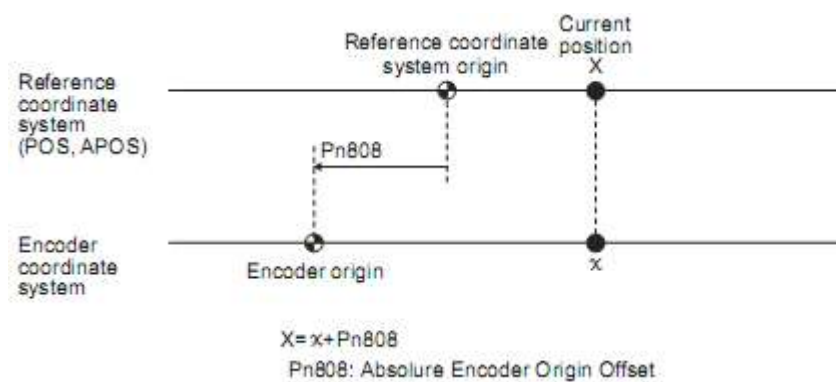 Current
position
X
Reference coordinate
system origin
Reference
coordinate
system
(POS, APOS)
Pn808
Encoder
coordinate
system
Encoder origin
x
X=x+Pn808
Pn808: Absolure Encoder Origin Offset